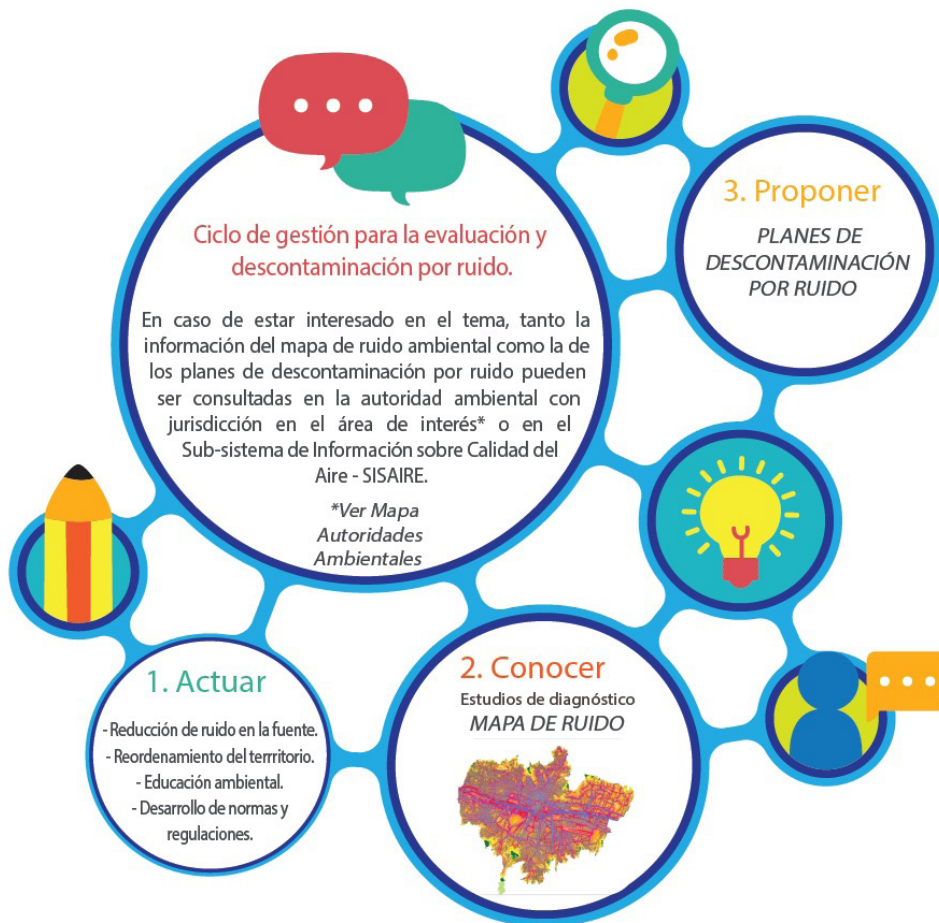 Ciclo de gestión para la evaluación y
descontaminación por ruido.
En caso de estar interesado en el tema, tanto la
información del mapa de ruido ambiental como la de
los planes de descontaminación por ruido pueden
ser consultadas en la autoridad ambiental con
jurisdicción en el área de interés* o en el
Sub-sistema de Información sobre Calidad del
Aire - SISAIRE.
*Ver Mapa
Autoridades
Ambientales
1. Actuar
- Reducción de ruido en la fuente.
- Reordenamiento del terrritorio.
- Educación ambiental.
- Desarrollo de normas y
regulaciones.
2. Conocer
Estudios de diagnóstico
MAPA DE RUIDO
3. Proponer
PLANES DE
DESCONTAMINACIÓN
POR RUIDO